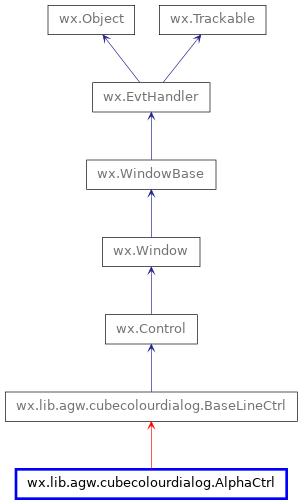 wx.Object
wx.Trackable
wx.EvtHandler
wx.WindowBase
wx.Window
wx.Control
wx.lib.agw.cubecolourdialog.BaseLineCtrl
wx.lib.agw.cubecolourdialog.AlphaCtrl